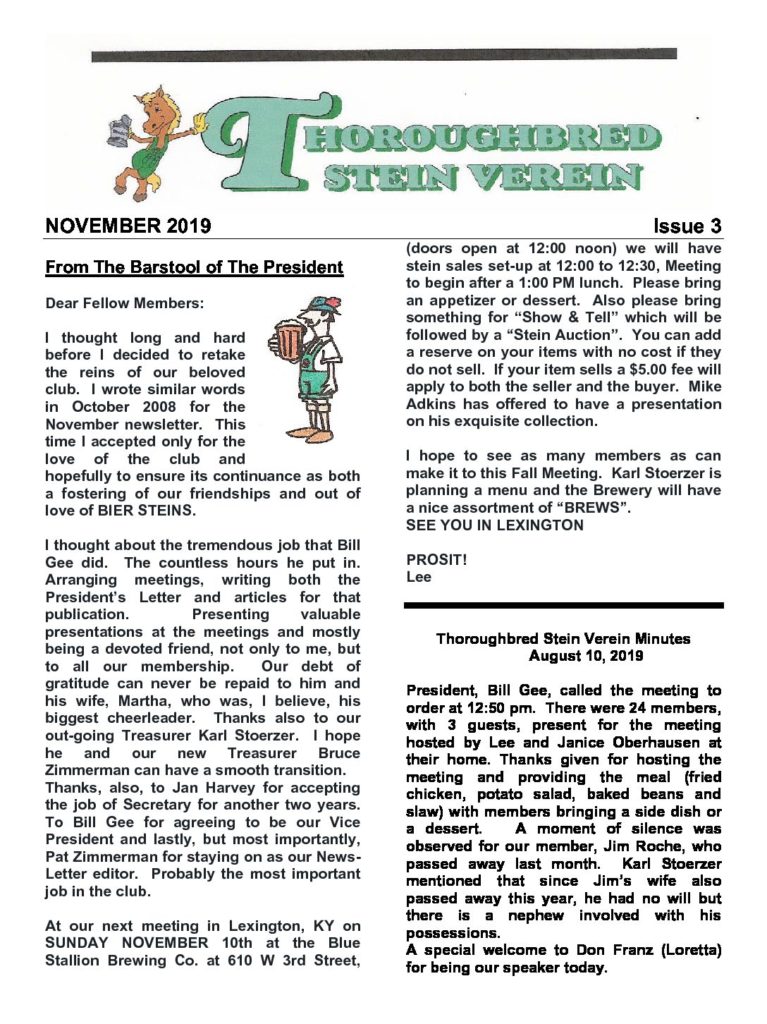 THOROUGHBRED
STEIN VEREIN
NOVEMBER 2019 Issue 3
From The Barstool of The President
Dear Fellow Members:
I thought long and hard
before I decided to retake
the reins of our beloved
club. I wrote similar words
in October 2008 for the
November newsletter. This
time I accepted only for the
love of the club and
hopefully to ensure its continuance as both
a fostering of our friendships and out of
love of BIER STEINS.
I thought about the tremendous job that Bill
Gee did. The countless hours he put in.
Arranging meetings, writing both the
President's Letter and articles for that
publication. Presenting valuable
presentations at the meetings and mostly
being a devoted friend, not only to me, but
to all our membership. Our debt of
gratitude can never be repaid to him and
his wife, Martha, who was, I believe, his
biggest cheerleader. Thanks also to our
out-going Treasurer Karl Stoerzer. I hope
he and our new Treasurer Bruce
Zimmerman can have a smooth transition.
Thanks, also, to Jan Harvey for accepting
the job of Secretary for another two years.
To Bill Gee for agreeing to be our Vice
President and lastly, but most importantly,
Pat Zimmerman for staying on as our News-
Letter editor. Probably the most important
job in the club.
At our next meeting in Lexington, KY on
SUNDAY NOVEMBER 10th at the Blue
Stallion Brewing Co. at 610 W 3rd Street,
(doors open at 12:00 noon) we will have
stein sales set-up at 12:00 to 12:30, Meeting
to begin after a 1:00 PM lunch. Please bring
an appetizer or dessert. Also please bring
something for “Show & Tell” which will be
followed by a “Stein Auction”. You can add
a reserve on your items with no cost if they
do not sell. If your item sells a $5.00 fee will
apply to both the seller and the buyer. Mike
Adkins has offered to have a presentation
on his exquisite collection.
I hope to see as many members as can
make it to this Fall Meeting. Karl Stoerzer is
planning a menu and the Brewery will have
a nice assortment of “BREWS”.
SEE YOU IN LEXINGTON
PROSIT!
Lee
Thoroughbred Stein Verein Minutes
August 10, 2019
President, Bill Gee, called the meeting to
order at 12:50 pm. There were 24 members,
with 3 guests, present for the meeting
hosted by Lee and Janice Oberhausen at
their home. Thanks given for hosting the
meeting and providing the meal (fried
chicken, potato salad, baked beans and
slaw) with members bringing a side dish or
a dessert. A moment of silence was
observed for our member, Jim Roche, who
passed away last month. Karl Stoerzer
mentioned that since Jim's wife also
passed away this year, he had no will but
there is a nephew involved with his
possessions.
A special welcome to Don Franz (Loretta)
for being our speaker today.